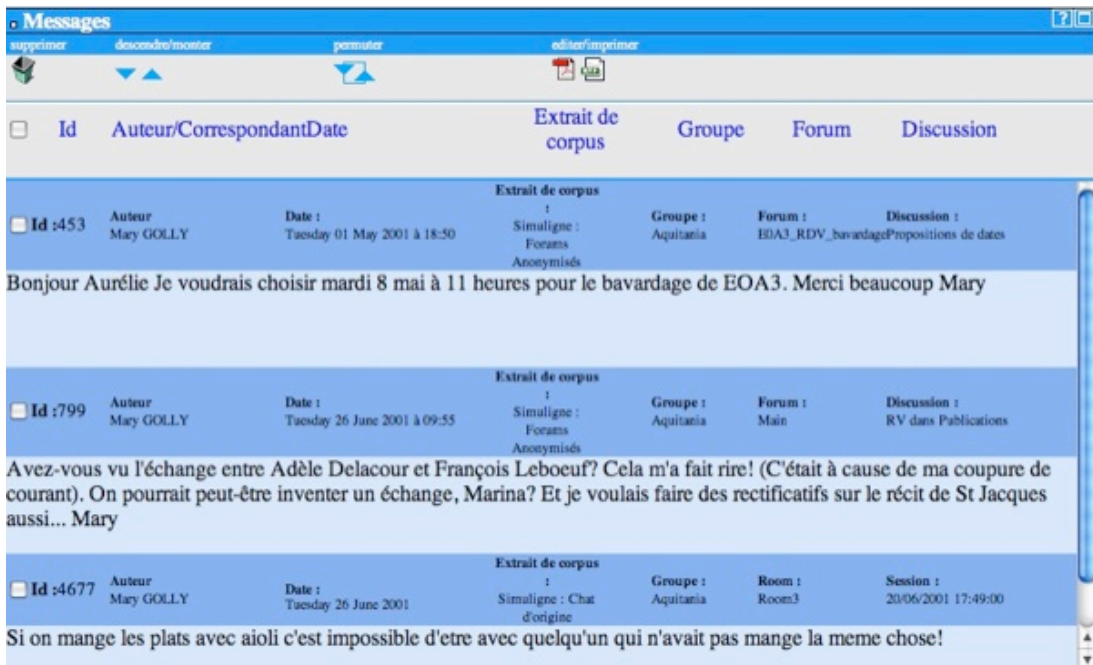 Messages
supprimer descendre/monter permuter editer/imprimer
Id Auteur/CorrespondantDate Extrait de corpus Groupe Forum Discussion
Extrait de corpus
:
Id :453 Auteur Mary GOLLY Date : Tuesday 01 May 2001 à 18:50 Simuligne : Forums Anonymisés Groupe : Aquitania Forum : E0A3_RDV_bavardage Discussion : Propositions de dates
Bonjour Aurélie Je voudrais choisir mardi 8 mai à 11 heures pour le bavardage de EOA3. Merci beaucoup Mary
Extrait de corpus
:
Id :799 Auteur Mary GOLLY Date : Tuesday 26 June 2001 à 09:55 Simuligne : Forums Anonymisés Groupe : Aquitania Forum : Main Discussion : RV dans Publications
Avez-vous vu l'échange entre Adèle Delacour et François Leboeuf? Cela m'a fait rire! (C'était à cause de ma coupure de
courant). On pourrait peut-être inventer un échange, Marina? Et je voulais faire des rectificatifs sur le récit de St Jacques
aussi... Mary
Extrait de corpus
:
Id :4677 Auteur Mary GOLLY Date : Tuesday 26 June 2001 Simuligne : Chat d'origine Groupe : Aquitania Room : Room3 Session : 20/06/2001 17:49:00
Si on mange les plats avec aioli c'est impossible d'etre avec quelqu'un qui n'avait pas mange la meme chose!